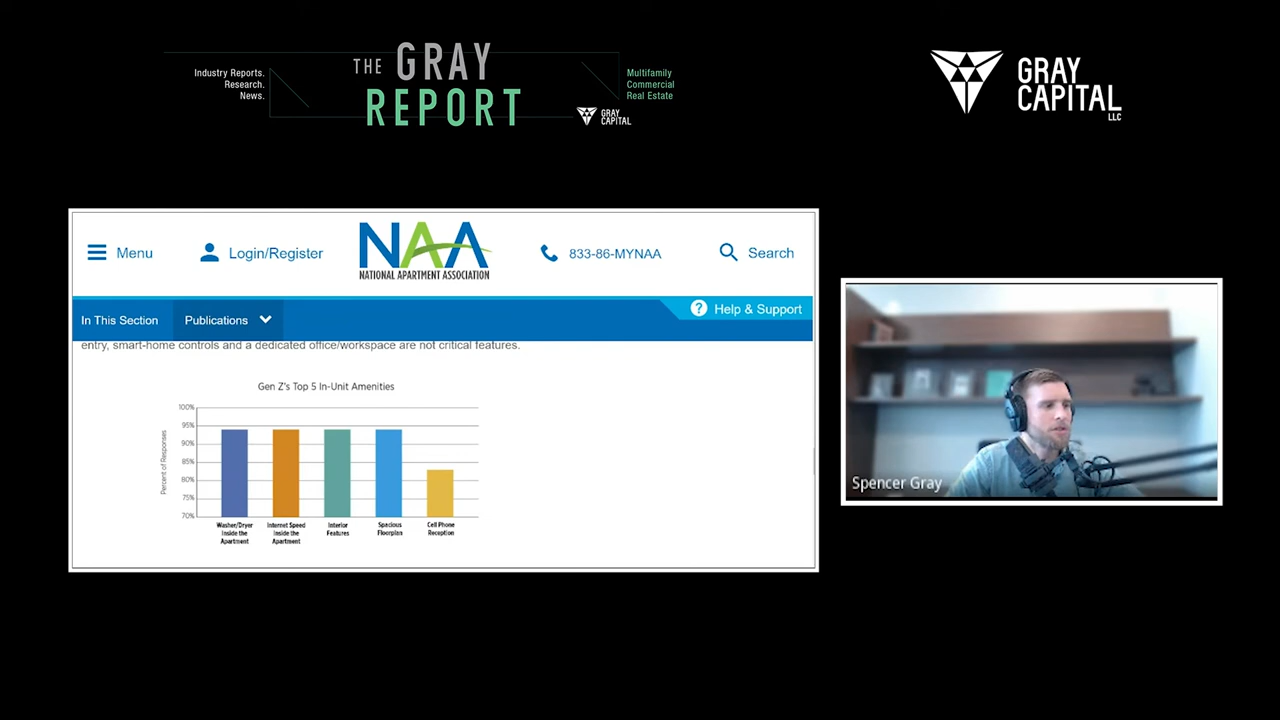 Industry Reports.
Research.
News.
THE GRAY
REPORT
Multifamily
Commercial
Real Estate
GRAY
CAPITAL
GRAY
CAPITAL
LLC
Menu
Login/Register
NAA
NATIONAL APARTMENT ASSOCIATION
833-86-MYNAA
Search
In This Section
Publications
? Help & Support
entry, smart-home controls and a dedicated office/workspace are not critical features.
Gen Z's Top 5 In-Unit Amenities
Percent of Responses
100%
95%
90%
85%
80%
75%
70%
Washer/Dryer
Inside the
Apartment
Internet Speed
Inside the
Apartment
Interior
Features
Spacious
Floorplan
Cell Phone
Reception
Spencer Gray